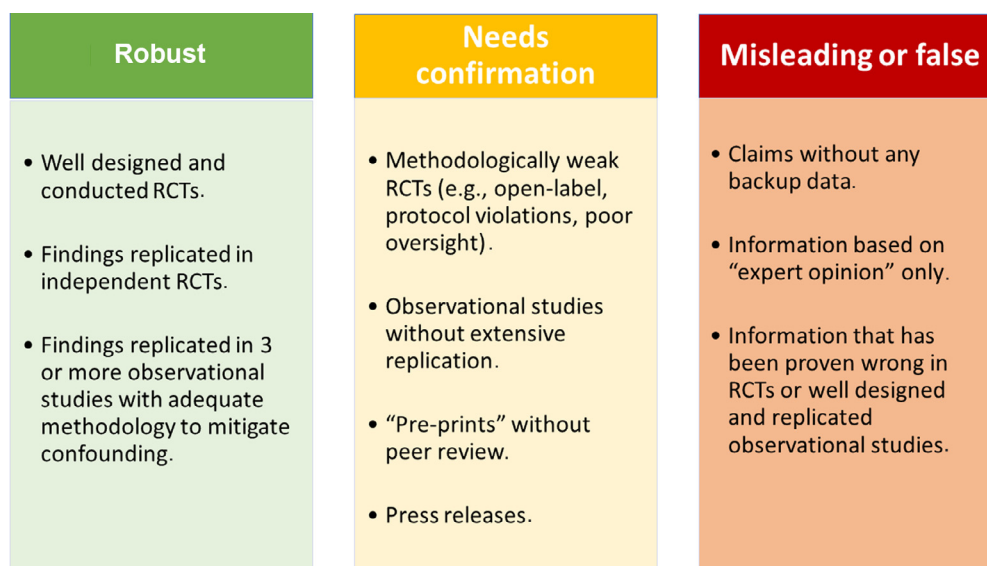 Robust
• Well designed and
conducted RCTs.
• Findings replicated in
independent RCTs.
• Findings replicated in 3
or more observational
studies with adequate
methodology to mitigate
confounding.
Needs
confirmation
• Methodologically weak
RCTs (e.g., open-label,
protocol violations, poor
oversight).
• Observational studies
without extensive
replication.
• “Pre-prints” without
peer review.
• Press releases.
Misleading or false
• Claims without any
backup data.
• Information based on
“expert opinion” only.
• Information that has
been proven wrong in
RCTs or well designed
and replicated
observational studies.